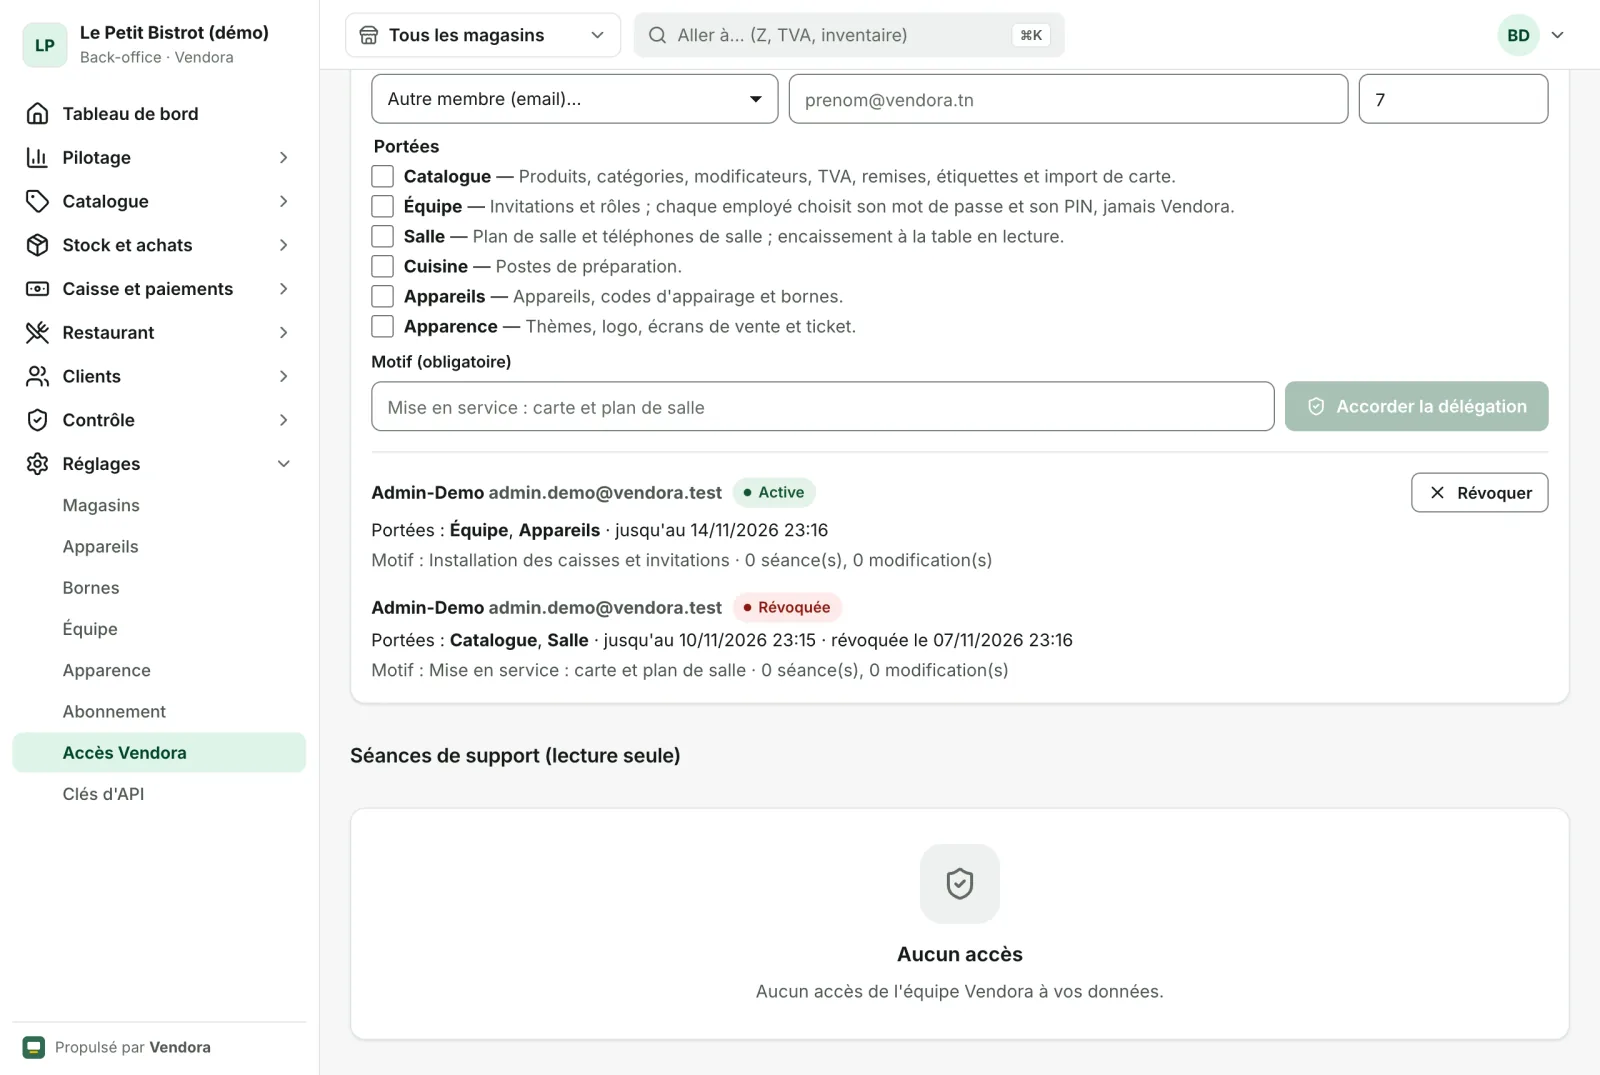 LP
Le Petit Bistrot (démo)
Back-office · Vendora
Tableau de bord
Pilotage
Catalogue
Stock et achats
Caisse et paiements
Restaurant
Clients
Contrôle
Réglages
Magasins
Appareils
Bornes
Équipe
Apparence
Abonnement
Accès Vendora
Clés d'API
Propulsé par Vendora
Tous les magasins
Aller à... (Z, TVA, inventaire)
⌘K
BD
Autre membre (email)...
prenom@vendora.tn
7
Portées
Catalogue — Produits, catégories, modificateurs, TVA, remises, étiquettes et import de carte.
Équipe — Invitations et rôles ; chaque employé choisit son mot de passe et son PIN, jamais Vendora.
Salle — Plan de salle et téléphones de salle ; encaissement à la table en lecture.
Cuisine — Postes de préparation.
Appareils — Appareils, codes d'appairage et bornes.
Apparence — Thèmes, logo, écrans de vente et ticket.
Motif (obligatoire)
Mise en service : carte et plan de salle
Accorder la délégation
Admin-Demo admin.demo@vendora.test Active
Révoquer
Portées : Équipe, Appareils · jusqu'au 14/11/2026 23:16
Motif : Installation des caisses et invitations · 0 séance(s), 0 modification(s)
Admin-Demo admin.demo@vendora.test Révoquée
Portées : Catalogue, Salle · jusqu'au 10/11/2026 23:15 · révoquée le 07/11/2026 23:16
Motif : Mise en service : carte et plan de salle · 0 séance(s), 0 modification(s)
Séances de support (lecture seule)
Aucun accès
Aucun accès de l'équipe Vendora à vos données.